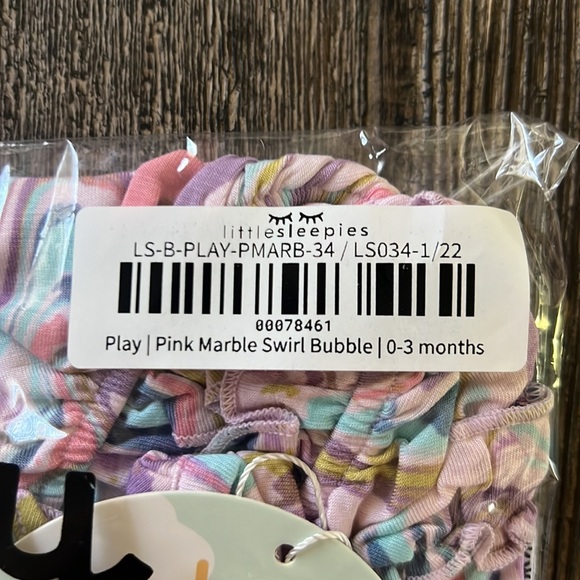 littlesleepies
LS-B-PLAY-PMARB-34 / LS034-1/22
00078461
Play | Pink Marble Swirl Bubble | 0-3 months